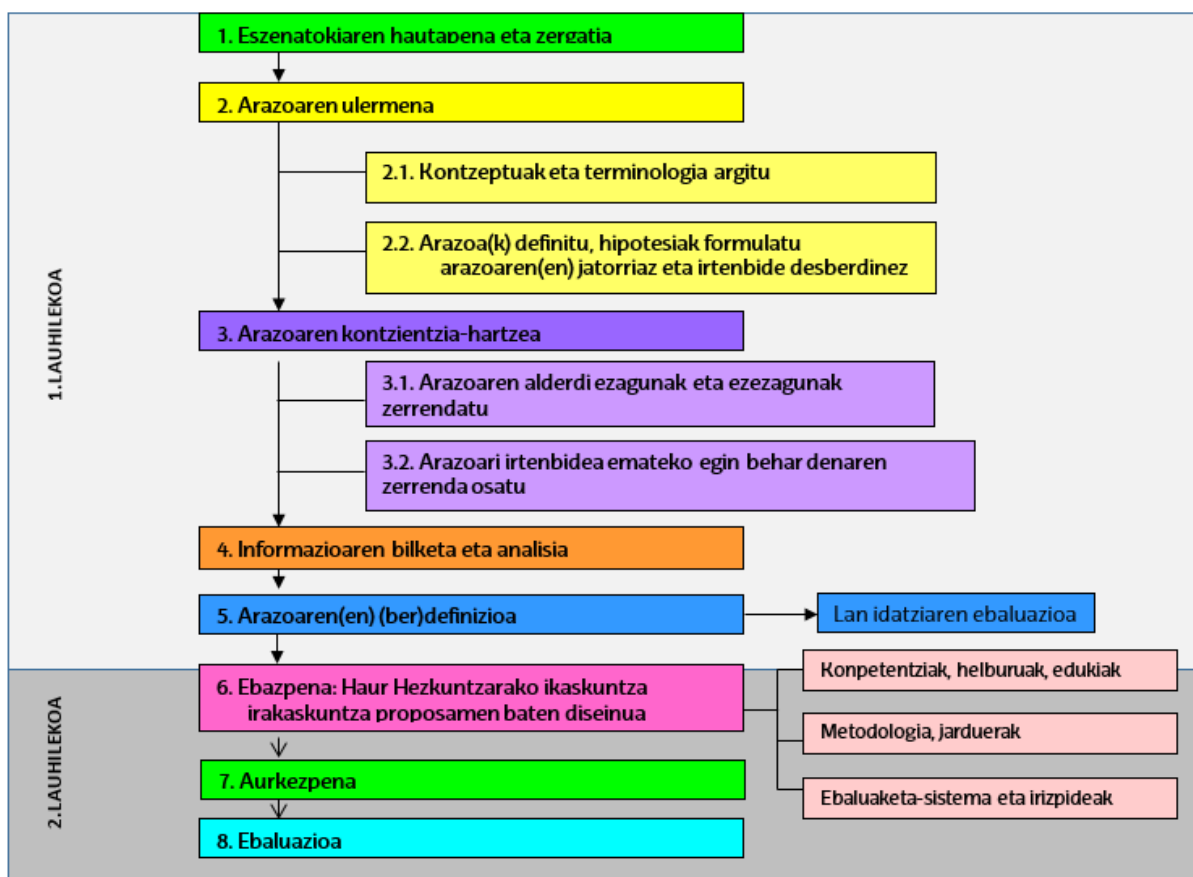 1. Eszenatokiaren hautapena eta zergatia
2. Arazoaren ulermena
2.1. Kontzeptuak eta terminologia argitu
2.2. Arazoa(k) definitu, hipotesiak formulatu
arazoaren(en) jatorriaz eta irtenbide desberdinez
1.LAUHILEKOA
3. Arazoaren kontzientzia-hartzea
3.1. Arazoaren alderdi ezagunak eta ezezagunak
zerrendatu
3.2. Arazoari irtenbidea emateko egin behar denaren
zerrenda osatu
4. Informazioaren bilketa eta analisia
5. Arazoaren(en) (ber)definizioa
Lan idatziaren ebaluazioa
2.LAUHILEKOA
6. Ebazpena: Haur Hezkuntzarako ikaskuntza
irakaskuntza proposamen baten diseinua
Konpetentziak, helburuak, edukiak
Metodologia, jarduerak
Ebaluaketa-sistema eta irizpideak
7. Aurkezpena
8. Ebaluazioa